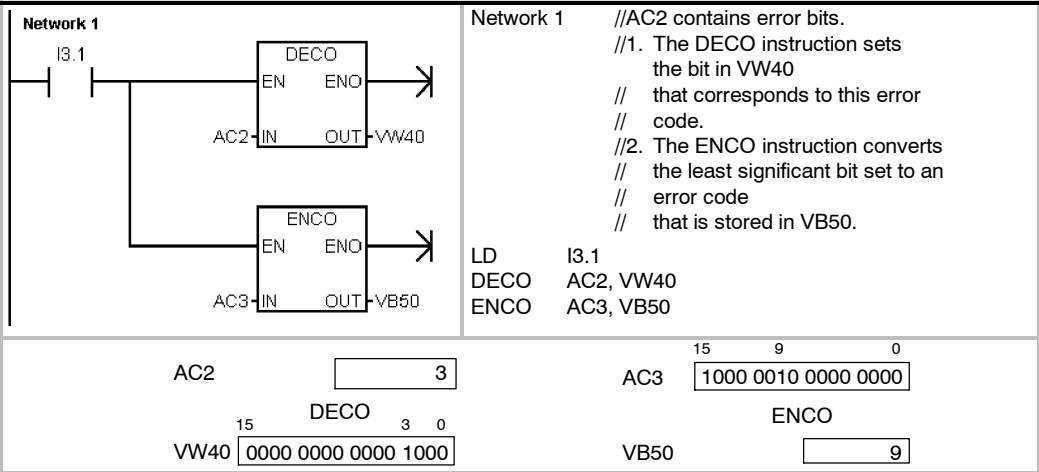 Network 1
I3.1
DECO
EN ENO
AC2 IN OUT VW40
ENCO
EN ENO
AC3 IN OUT VB50
Network 1 //AC2 contains error bits.
//1. The DECO instruction sets
the bit in VW40
// that corresponds to this error
// code.
//2. The ENCO instruction converts
// the least significant bit set to an
// error code
// that is stored in VB50.
LD I3.1
DECO AC2, VW40
ENCO AC3, VB50
AC2 3
DECO
15 3 0
VW40 0000 0000 0000 1000
15 9 0
AC3 1000 0010 0000 0000
ENCO
VB50 9